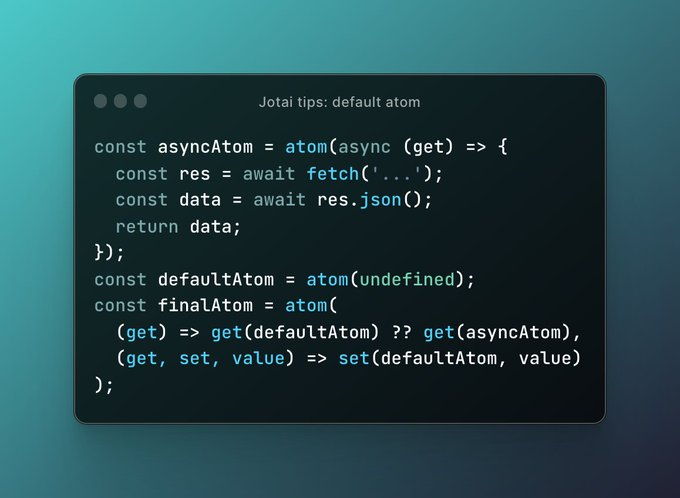 Jotai tips: default atom
const asyncAtom = atom(async (get) => {
  const res = await fetch('...');
  const data = await res.json();
  return data;
});
const defaultAtom = atom(undefined);
const finalAtom = atom(
  (get) => get(defaultAtom) ?? get(asyncAtom),
  (get, set, value) => set(defaultAtom, value)
);